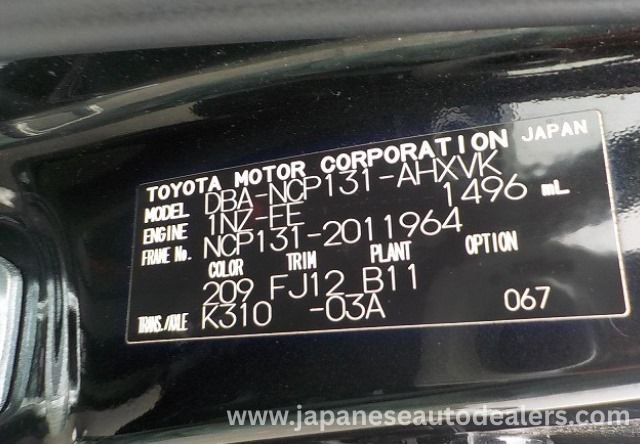 TOYOTA MOTOR CORPORATION JAPAN
MODEL DBA-NCP131-AHXVK
ENGINE 1NZ-FE 1496 mL
FRAME No. NCP131-2011964
COLOR TRIM PLANT OPTION
209 FJ12 B11
TRANS./AXLE K310 -03A 067
www.japaneseautodealers.com